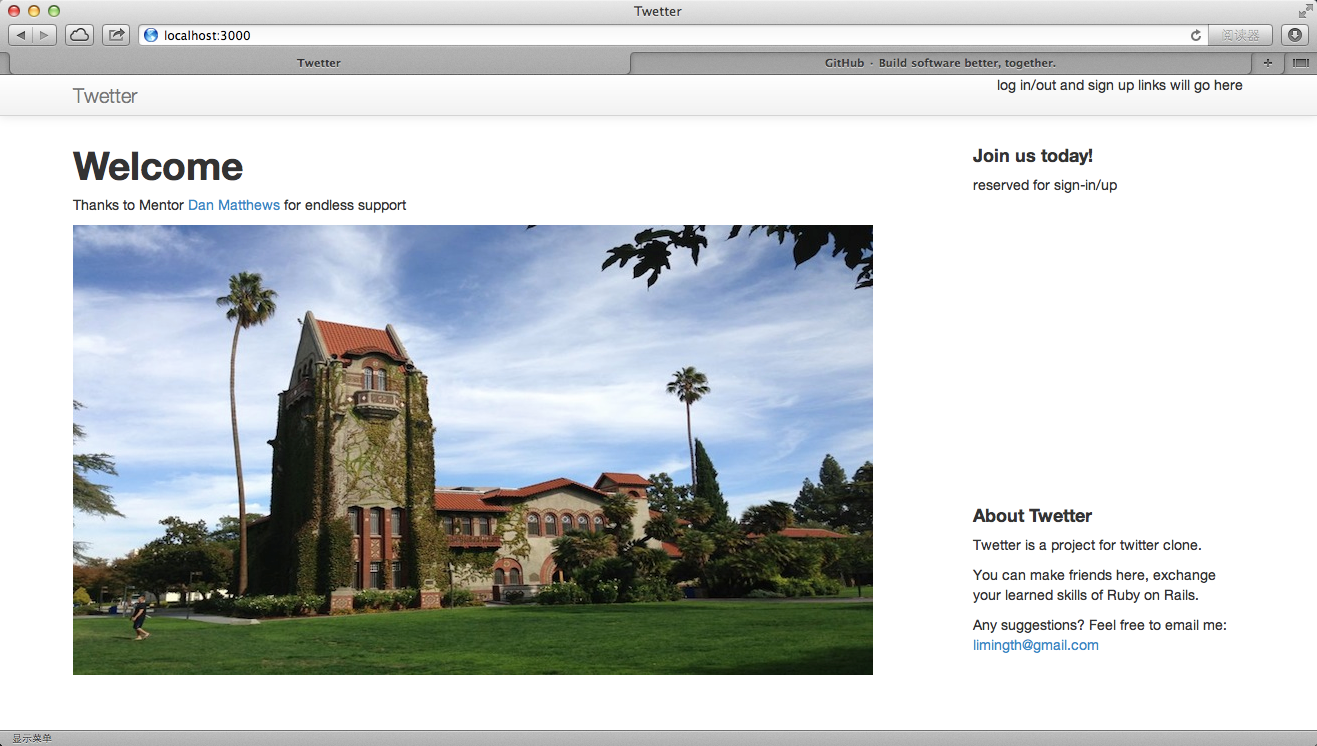 Twetter
localhost:3000
阅读器
Twetter
GitHub - Build software better, together.
Twetter
log in/out and sign up links will go here
Welcome
Thanks to Mentor Dan Matthews for endless support
Join us today!
reserved for sign-in/up
About Twetter
Twetter is a project for twitter clone.
You can make friends here, exchange
your learned skills of Ruby on Rails.
Any suggestions? Feel free to email me:
limingth@gmail.com
显示菜单